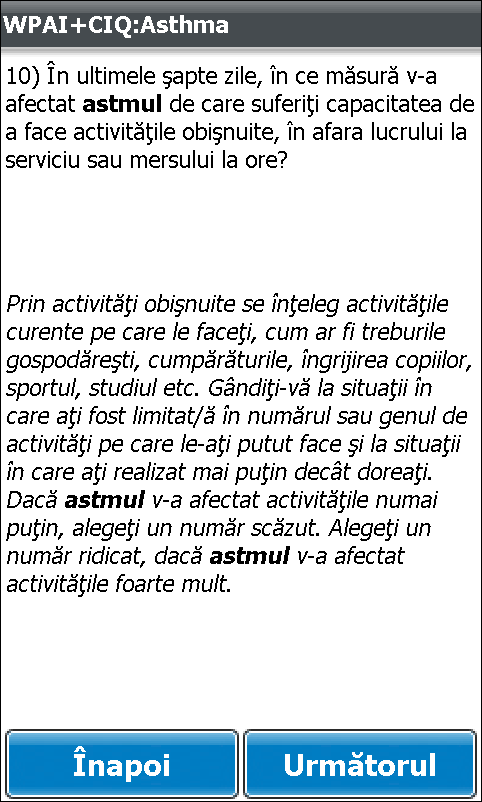 WPAI+CIQ:Asthma
10) În ultimele şapte zile, în ce măsură v-a
afectat astmul de care suferiţi capacitatea de
a face activităţile obişnuite, în afara lucrului la
serviciu sau mersului la ore?
Prin activităţi obişnuite se înţeleg activităţile
curente pe care le faceţi, cum ar fi treburile
gospodăreşti, cumpărăturile, îngrijirea copiilor,
sportul, studiul etc. Gândiţi-vă la situaţii în
care aţi fost limitat/ă în numărul sau genul de
activităţi pe care le-aţi putut face şi la situaţii
în care aţi realizat mai puţin decât doreaţi.
Dacă astmul v-a afectat activităţile numai
puţin, alegeţi un număr scăzut. Alegeţi un
număr ridicat, dacă astmul v-a afectat
activităţile foarte mult.
Înapoi
Următorul